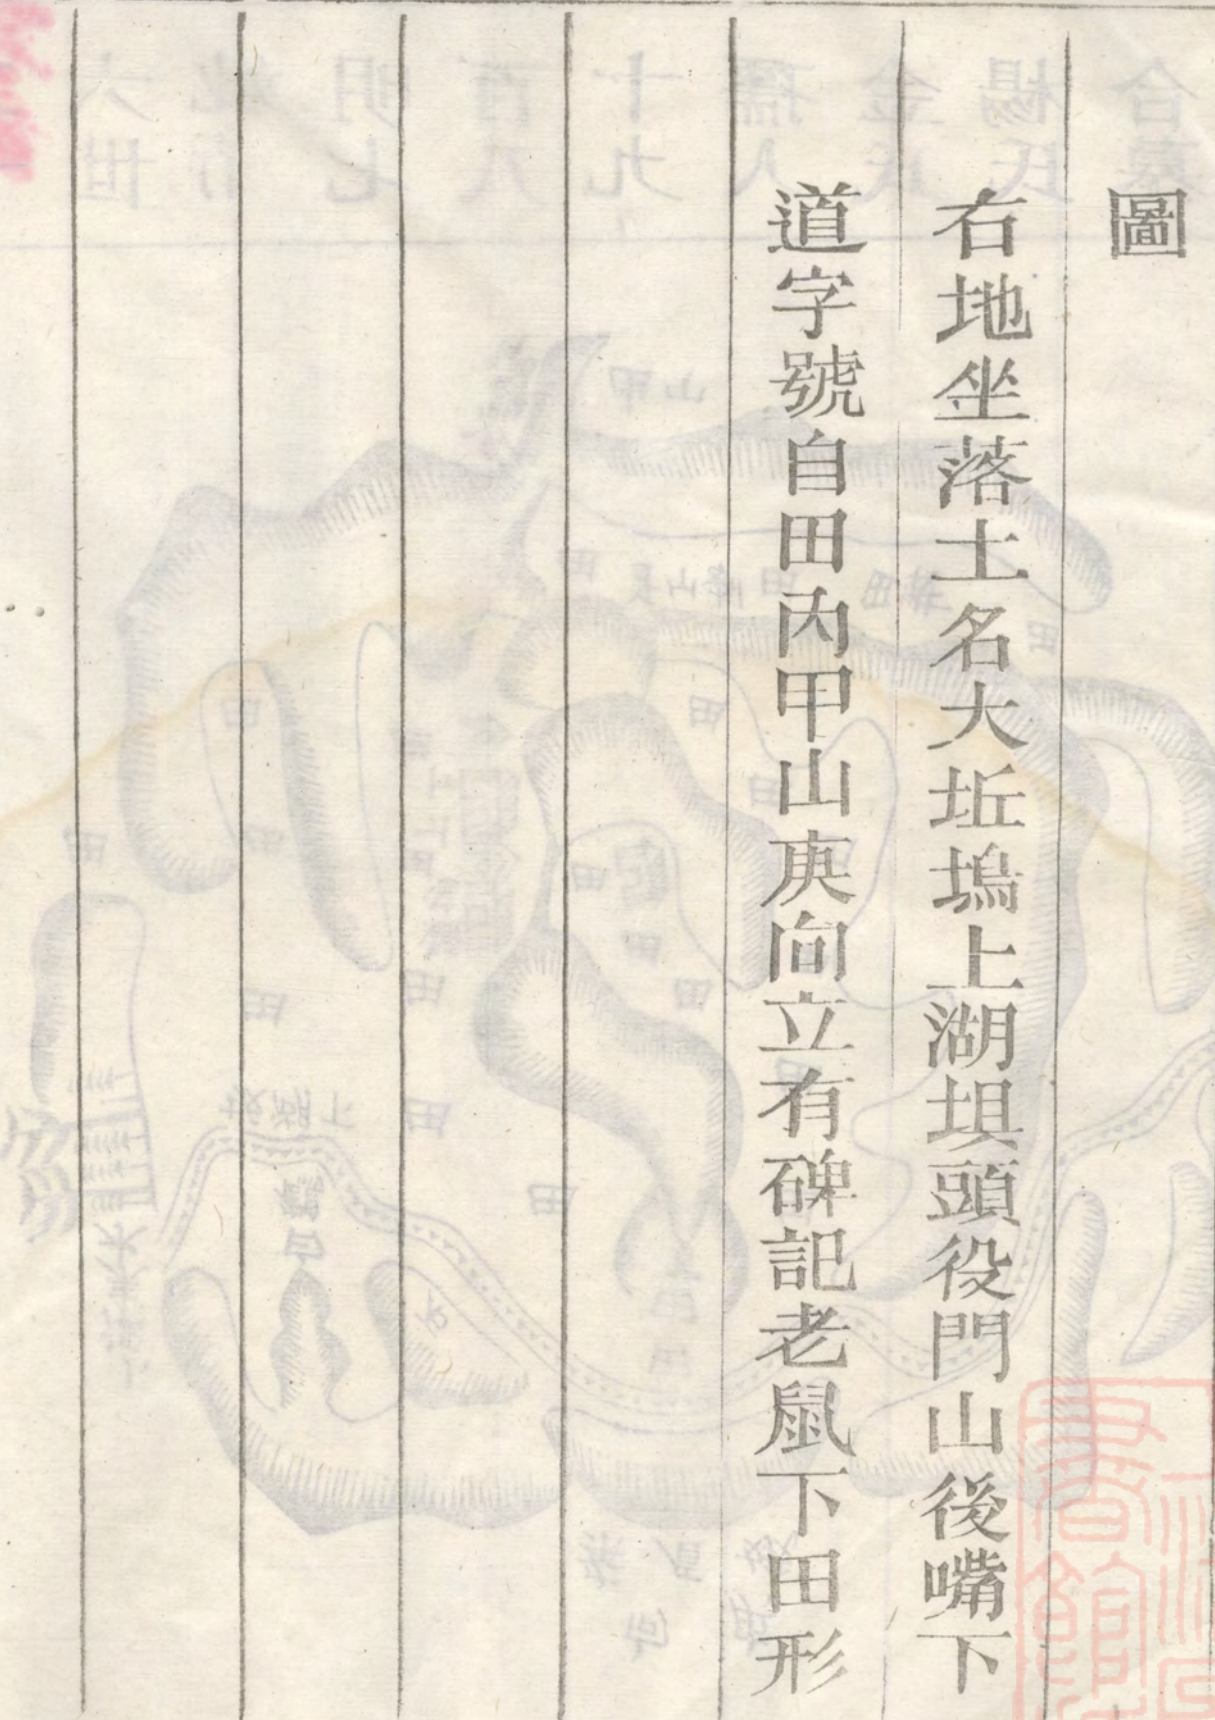 圖
右地坐落土名大坵塢上湖埧頭役門山後嘴下
道字號自田內甲山庚向立有碑記老鼠下田形